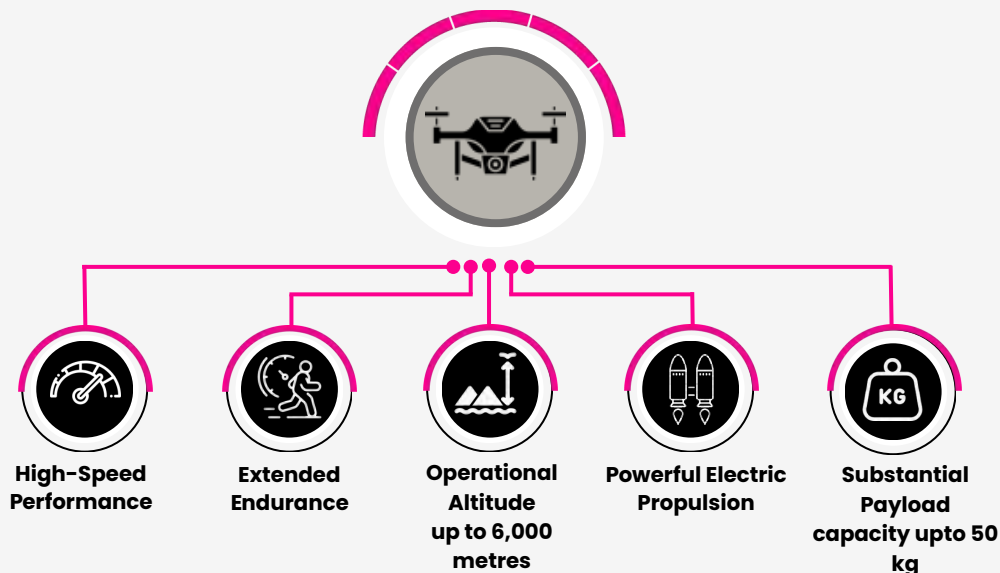 KG
High-Speed
Performance
Extended
Endurance
Operational
Altitude
up to 6,000
metres
Powerful Electric
Propulsion
Substantial
Payload
capacity upto 50
kg